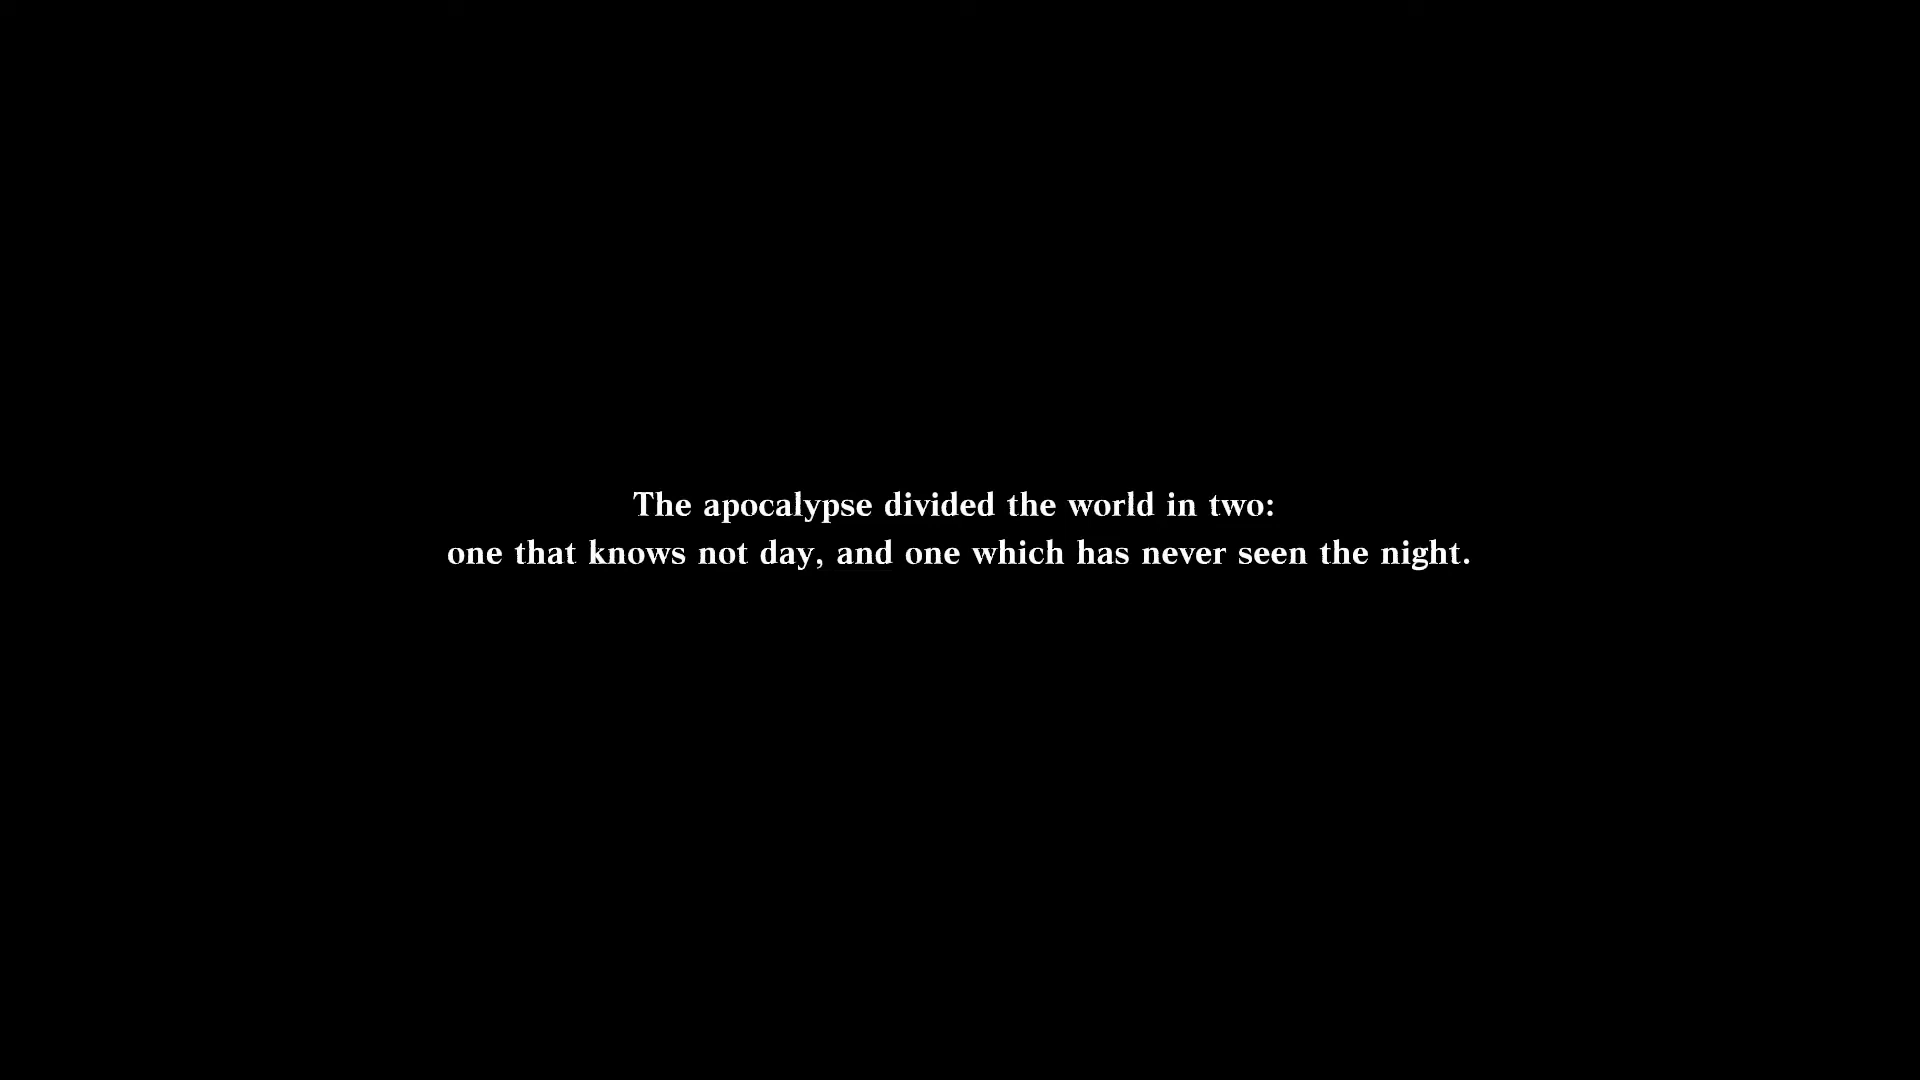 The apocalypse divided the world in two:
one that knows not day, and one which has never seen the night.